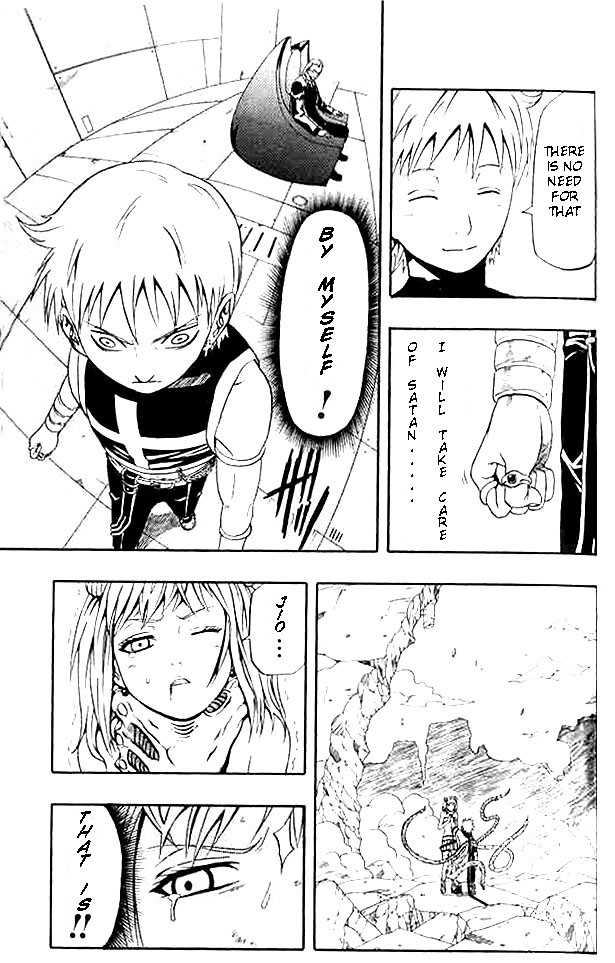 THERE
IS NO
NEED
FOR
THAT
I WILL TAKE CARE
OF SATAN......
BY MYSELF !
JIO...
THAT IS!!